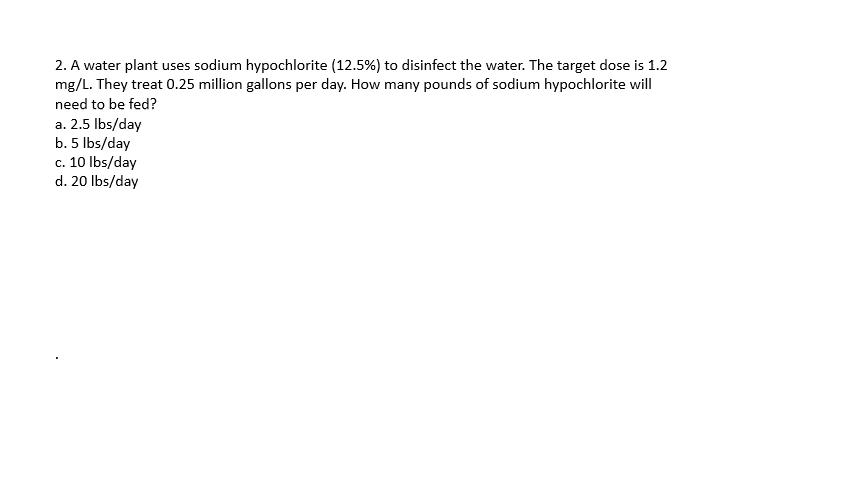 2. A water plant uses sodium hypochlorite (12.5%) to disinfect the water. The target dose is 1.2
mg/L. They treat 0.25 million gallons per day. How many pounds of sodium hypochlorite will
need to be fed?
a. 2.5 lbs/day
b. 5 lbs/day
c. 10 lbs/day
d. 20 lbs/day
.